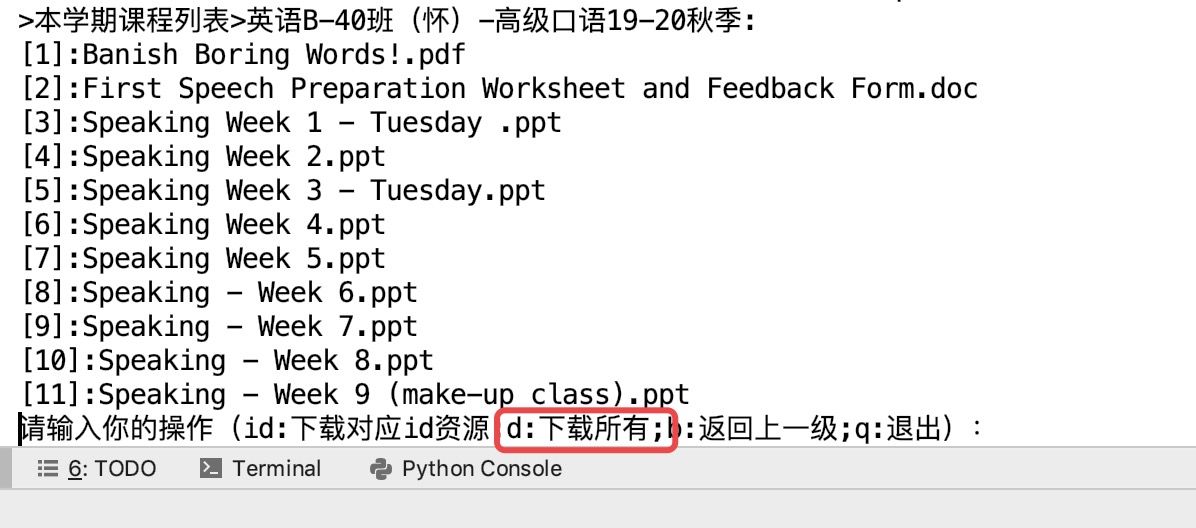 >本学期课程列表>英语B-40班（怀）-高级口语19-20秋季:
[1]:Banish Boring Words!.pdf
[2]:First Speech Preparation Worksheet and Feedback Form.doc
[3]:Speaking Week 1 - Tuesday .ppt
[4]:Speaking Week 2.ppt
[5]:Speaking Week 3 - Tuesday.ppt
[6]:Speaking Week 4.ppt
[7]:Speaking Week 5.ppt
[8]:Speaking - Week 6.ppt
[9]:Speaking - Week 7.ppt
[10]:Speaking - Week 8.ppt
[11]:Speaking - Week 9 (make-up class).ppt
请输入你的操作（id:下载对应id资源;d:下载所有;b:返回上一级;q:退出）:
6: TODO Terminal Python Console